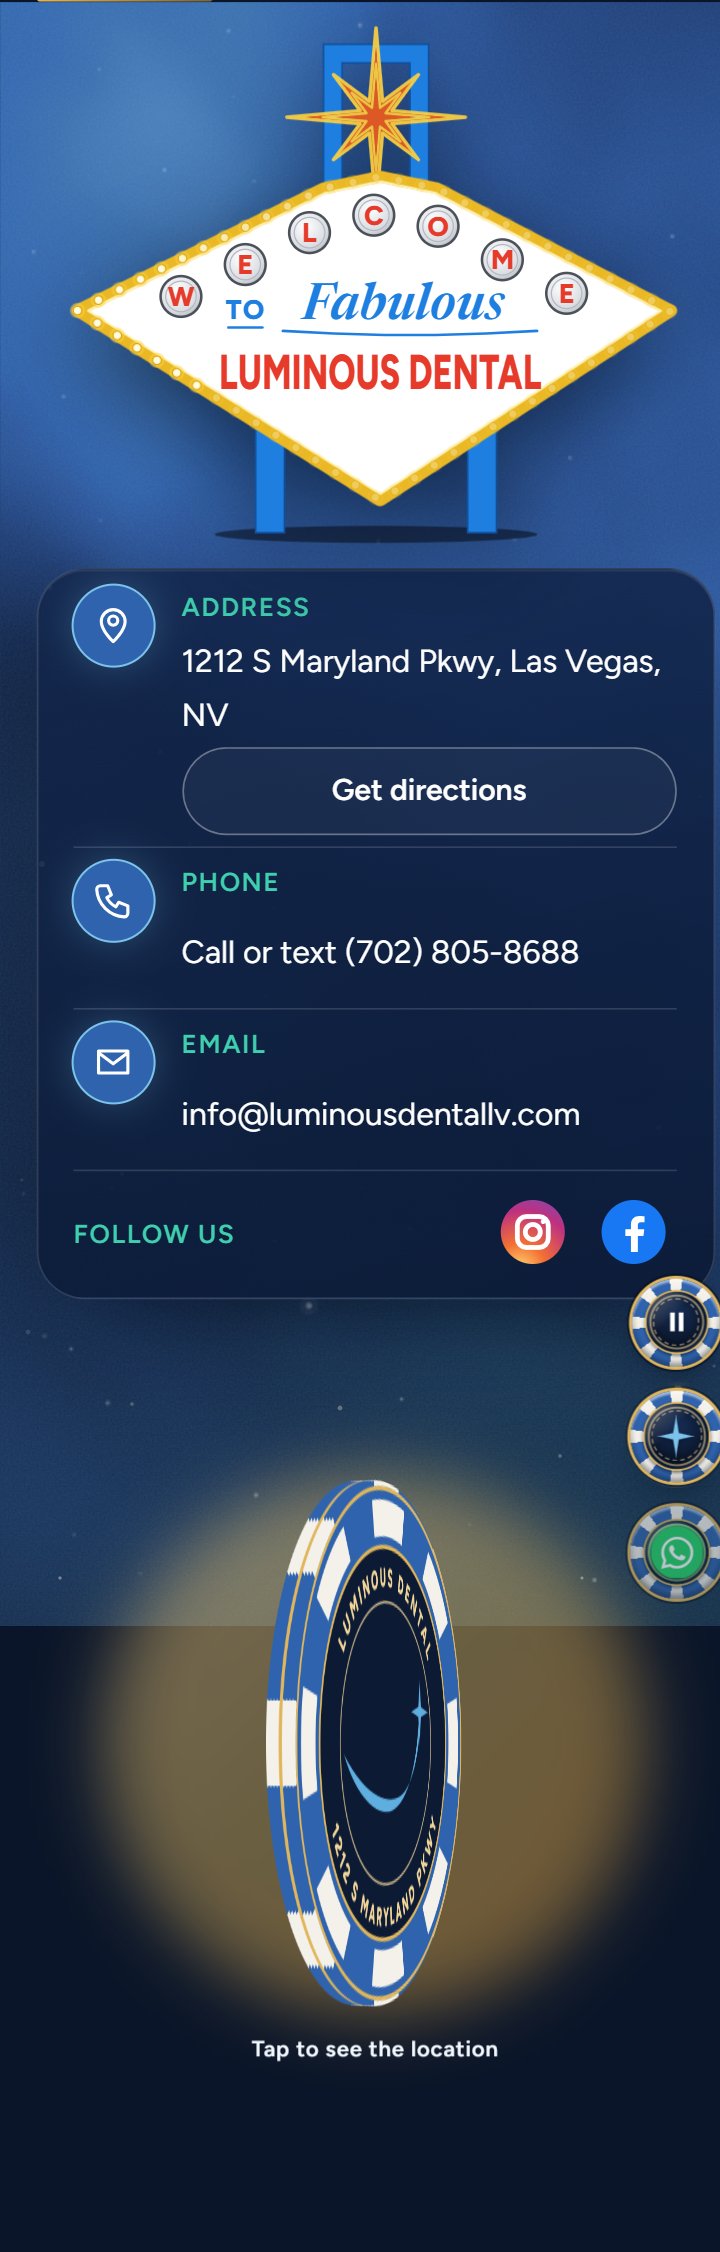 WELCOME
TO Fabulous
LUMINOUS DENTAL
ADDRESS
1212 S Maryland Pkwy, Las Vegas,
NV
Get directions
PHONE
Call or text (702) 805-8688
EMAIL
info@luminousdentallv.com
FOLLOW US
LUMINOUS DENTAL
1212 S MARYLAND PKWY
Tap to see the location